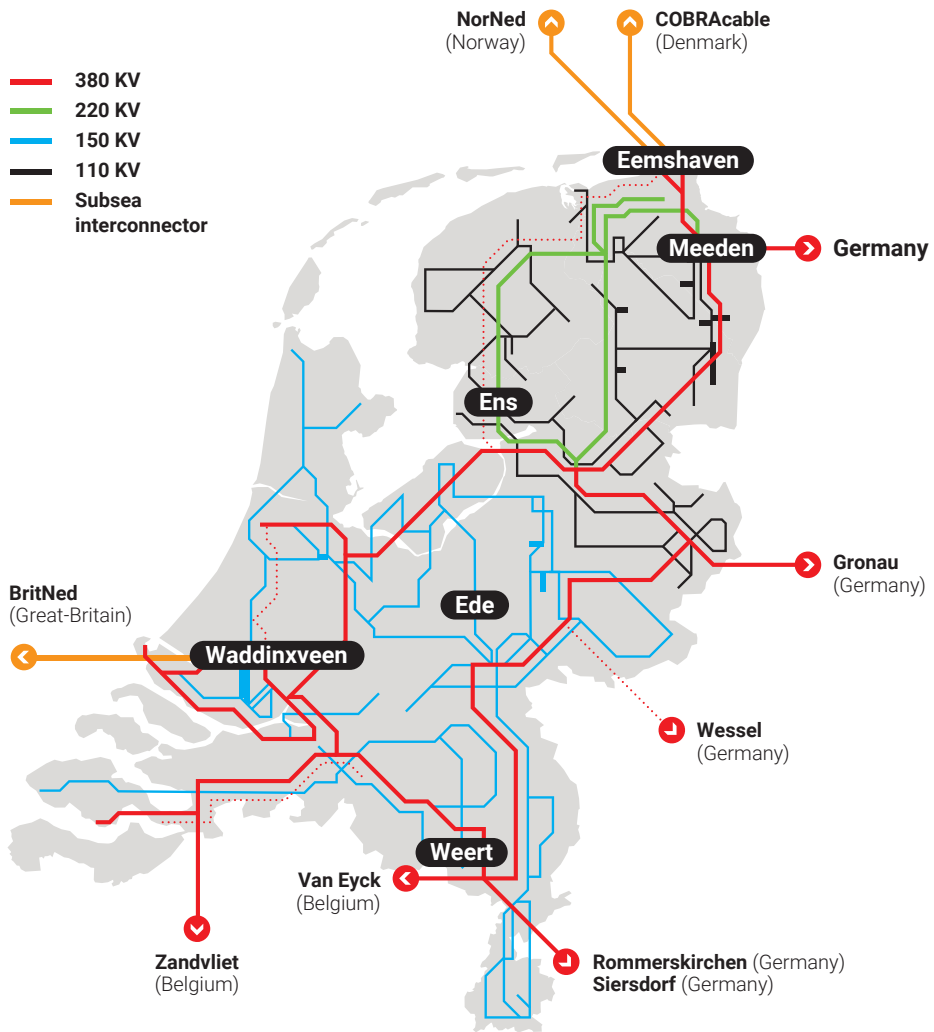 NorNed
(Norway)
COBRAcable
(Denmark)
380 KV
220 KV
150 KV
110 KV
Subsea
interconnector
Eemshaven
Meeden
Germany
Ens
Gronau
(Germany)
BritNed
(Great-Britain)
Ede
Waddinxveen
Wessel
(Germany)
Weert
Van Eyck
(Belgium)
Zandvliet
(Belgium)
Rommerskirchen (Germany)
Siersdorf (Germany)